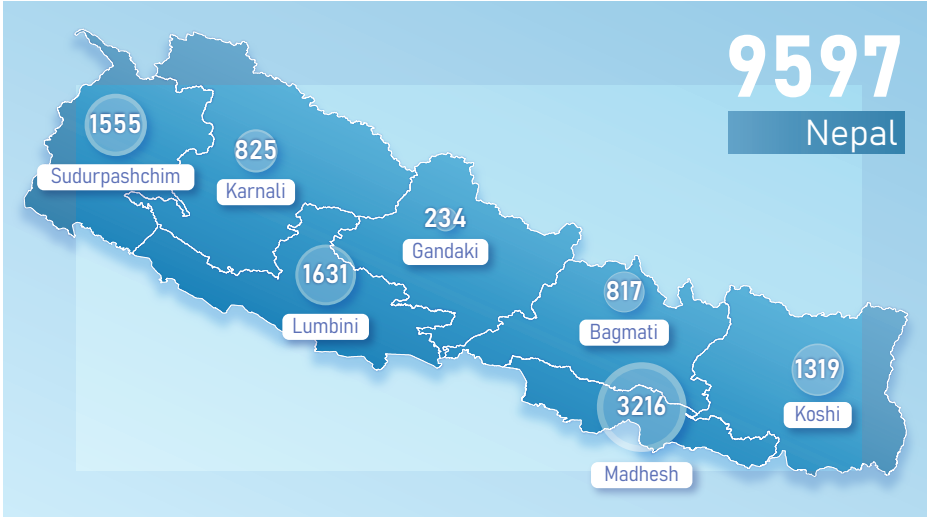 9597
Nepal
1555
Sudurpashchim
825
Karnali
234
Gandaki
1631
Lumbini
817
Bagmati
1319
Koshi
3216
Madhesh